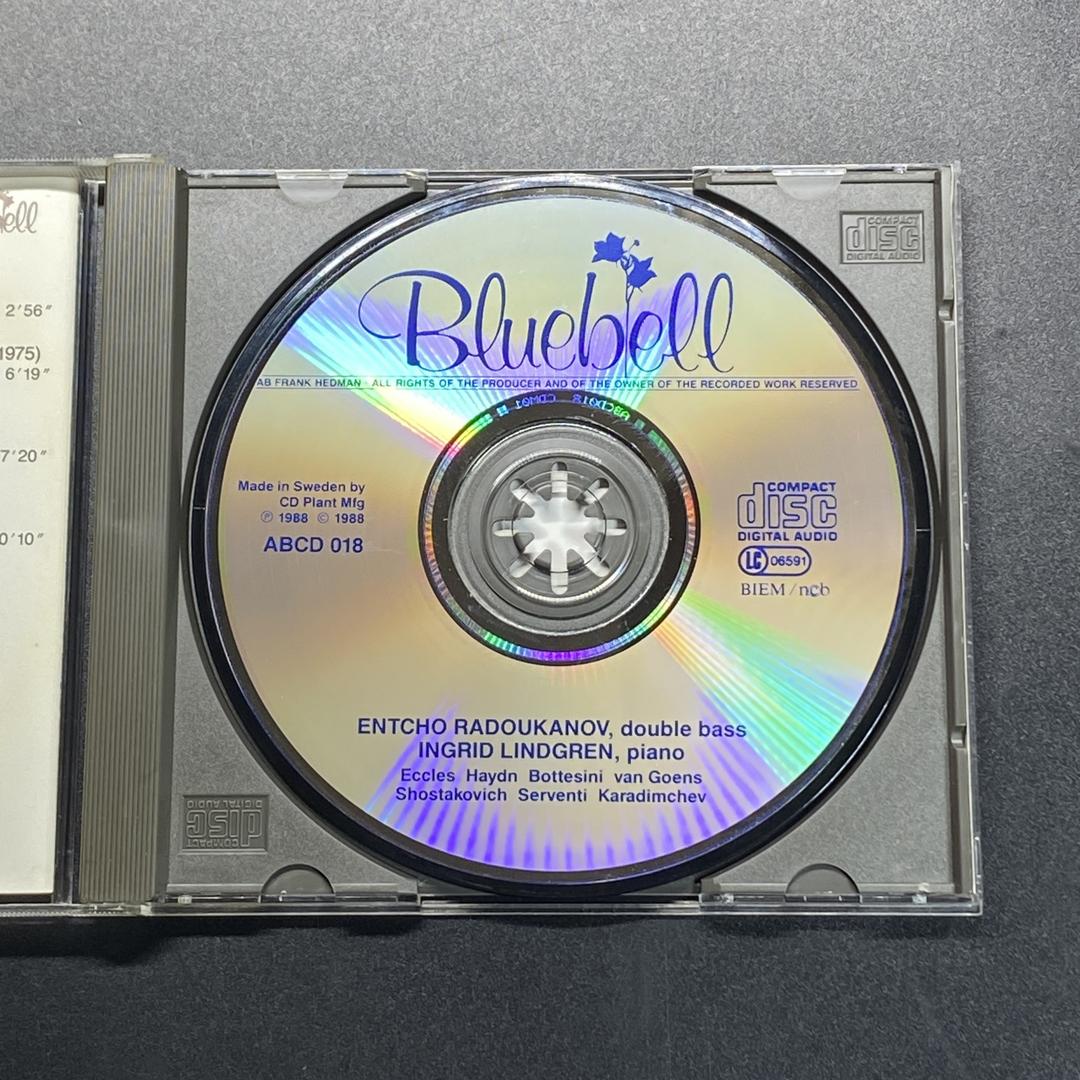 ell
2'56"
1975)
6'19"
7'20"
0'10"
COMPACT
disc
DIGITAL AUDIO
Bluebell
AB FRANK HEDMAN · ALL RIGHTS OF THE PRODUCER AND OF THE OWNER OF THE RECORDED WORK RESERVED
ABCD018 CDM01
Made in Sweden by
CD Plant Mfg
℗ 1988 © 1988
ABCD 018
COMPACT
disc
DIGITAL AUDIO
LC 06591
BIEM / ncb
ENTCHO RADOUKANOV, double bass
INGRID LINDGREN, piano
Eccles Haydn Bottesini van Goens
Shostakovich Serventi Karadimchev
COMPACT
disc
DIGITAL AUDIO